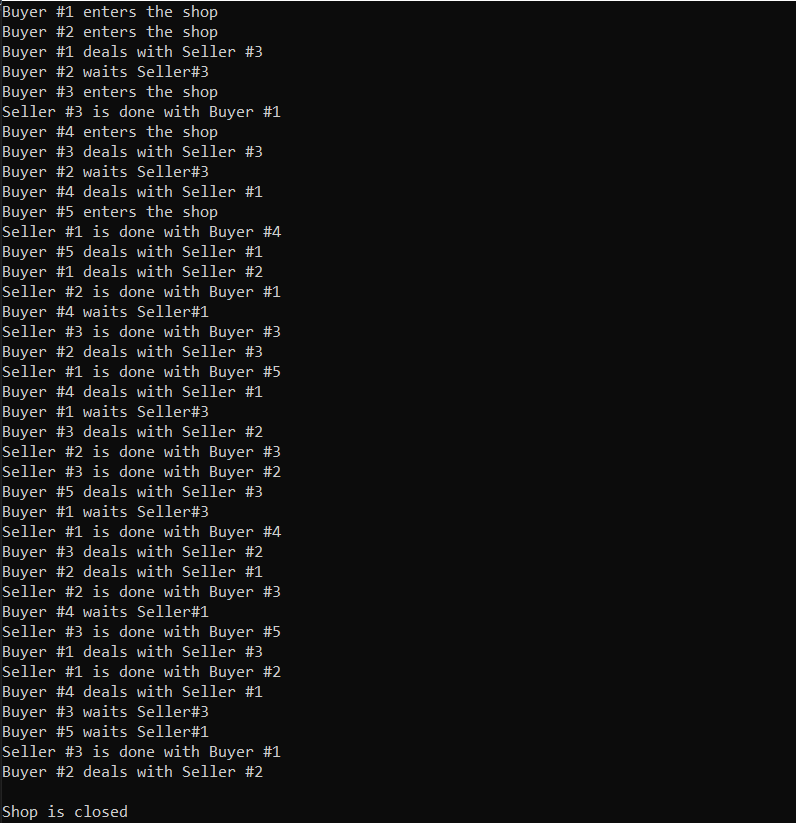 Buyer #1 enters the shop
Buyer #2 enters the shop
Buyer #1 deals with Seller #3
Buyer #2 waits Seller#3
Buyer #3 enters the shop
Seller #3 is done with Buyer #1
Buyer #4 enters the shop
Buyer #3 deals with Seller #3
Buyer #2 waits Seller#3
Buyer #4 deals with Seller #1
Buyer #5 enters the shop
Seller #1 is done with Buyer #4
Buyer #5 deals with Seller #1
Buyer #1 deals with Seller #2
Seller #2 is done with Buyer #1
Buyer #4 waits Seller#1
Seller #3 is done with Buyer #3
Buyer #2 deals with Seller #3
Seller #1 is done with Buyer #5
Buyer #4 deals with Seller #1
Buyer #1 waits Seller#3
Buyer #3 deals with Seller #2
Seller #2 is done with Buyer #3
Seller #3 is done with Buyer #2
Buyer #5 deals with Seller #3
Buyer #1 waits Seller#3
Seller #1 is done with Buyer #4
Buyer #3 deals with Seller #2
Buyer #2 deals with Seller #1
Seller #2 is done with Buyer #3
Buyer #4 waits Seller#1
Seller #3 is done with Buyer #5
Buyer #1 deals with Seller #3
Seller #1 is done with Buyer #2
Buyer #4 deals with Seller #1
Buyer #3 waits Seller#3
Buyer #5 waits Seller#1
Seller #3 is done with Buyer #1
Buyer #2 deals with Seller #2
Shop is closed